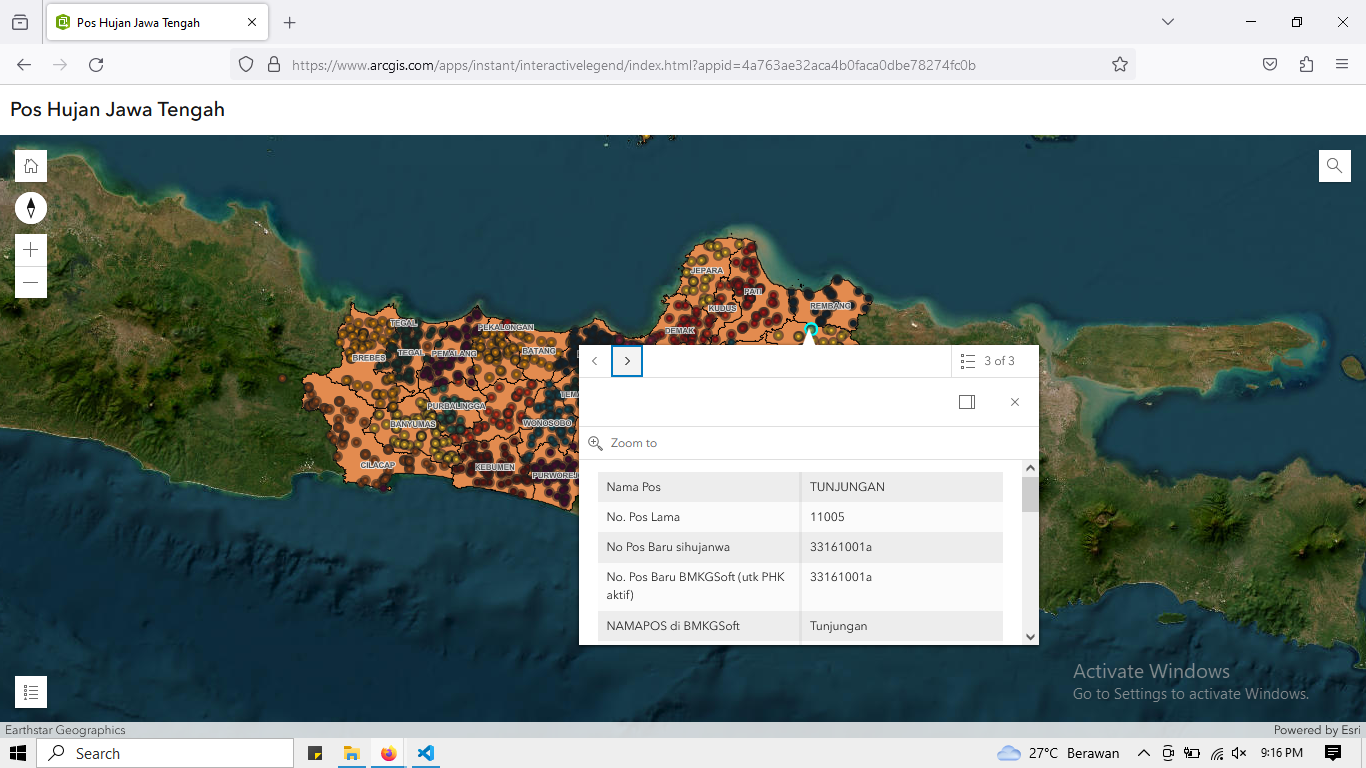 Pos Hujan Jawa Tengah
https://www.arcgis.com/apps/instant/interactivelegend/index.html?appid=4a763ae32aca4b0faca0dbe78274fc0b
Pos Hujan Jawa Tengah
JEPARA
PATI
KUDUS
REMBANG
DEMAK
TEGAL
PEKALONGAN
BREBES
TEGAL
PEMALANG
BATANG
PURBALINGGA
BANYUMAS
WONOSOBO
CILACAP
KEBUMEN
3 of 3
Zoom to
Nama Pos TUNJUNGAN
No. Pos Lama 11005
No Pos Baru sihujanwa 33161001a
No. Pos Baru BMKGSoft (utk PHK 33161001a
aktif)
NAMAPOS di BMKGSoft Tunjungan
Activate Windows
Go to Settings to activate Windows.
Earthstar Geographics Powered by Esri
Search 27°C Berawan 9:16 PM